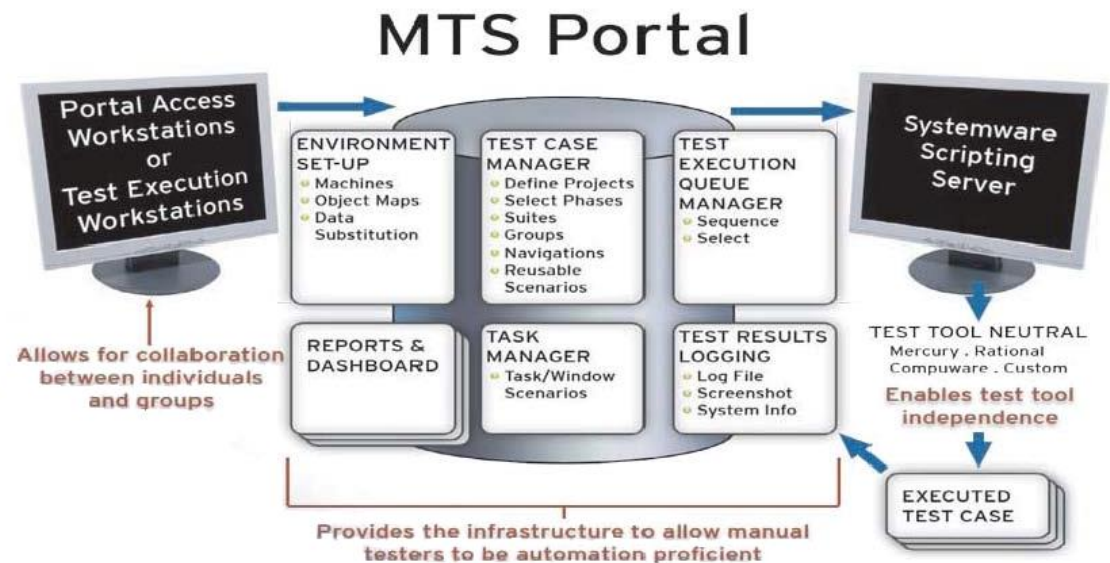 MTS Portal
Portal Access
Workstations
or
Test Execution
Workstations
Allows for collaboration
between individuals
and groups
ENVIRONMENT
SET-UP
Machines
Object Maps
Data
Substitution
TEST CASE
MANAGER
Define Projects
Select Phases
Suites
Groups
Navigations
Reusable
Scenarios
TEST
EXECUTION
QUEUE
MANAGER
Sequence
Select
REPORTS &
DASHBOARD
TASK
MANAGER
Task/Window
Scenarios
TEST RESULTS
LOGGING
Log File
Screenshot
System Info
Provides the infrastructure to allow manual
testers to be automation proficient
Systemware
Scripting
Server
TEST TOOL NEUTRAL
Mercury . Rational
Compuware . Custom
Enables test tool
independence
EXECUTED
TEST CASE